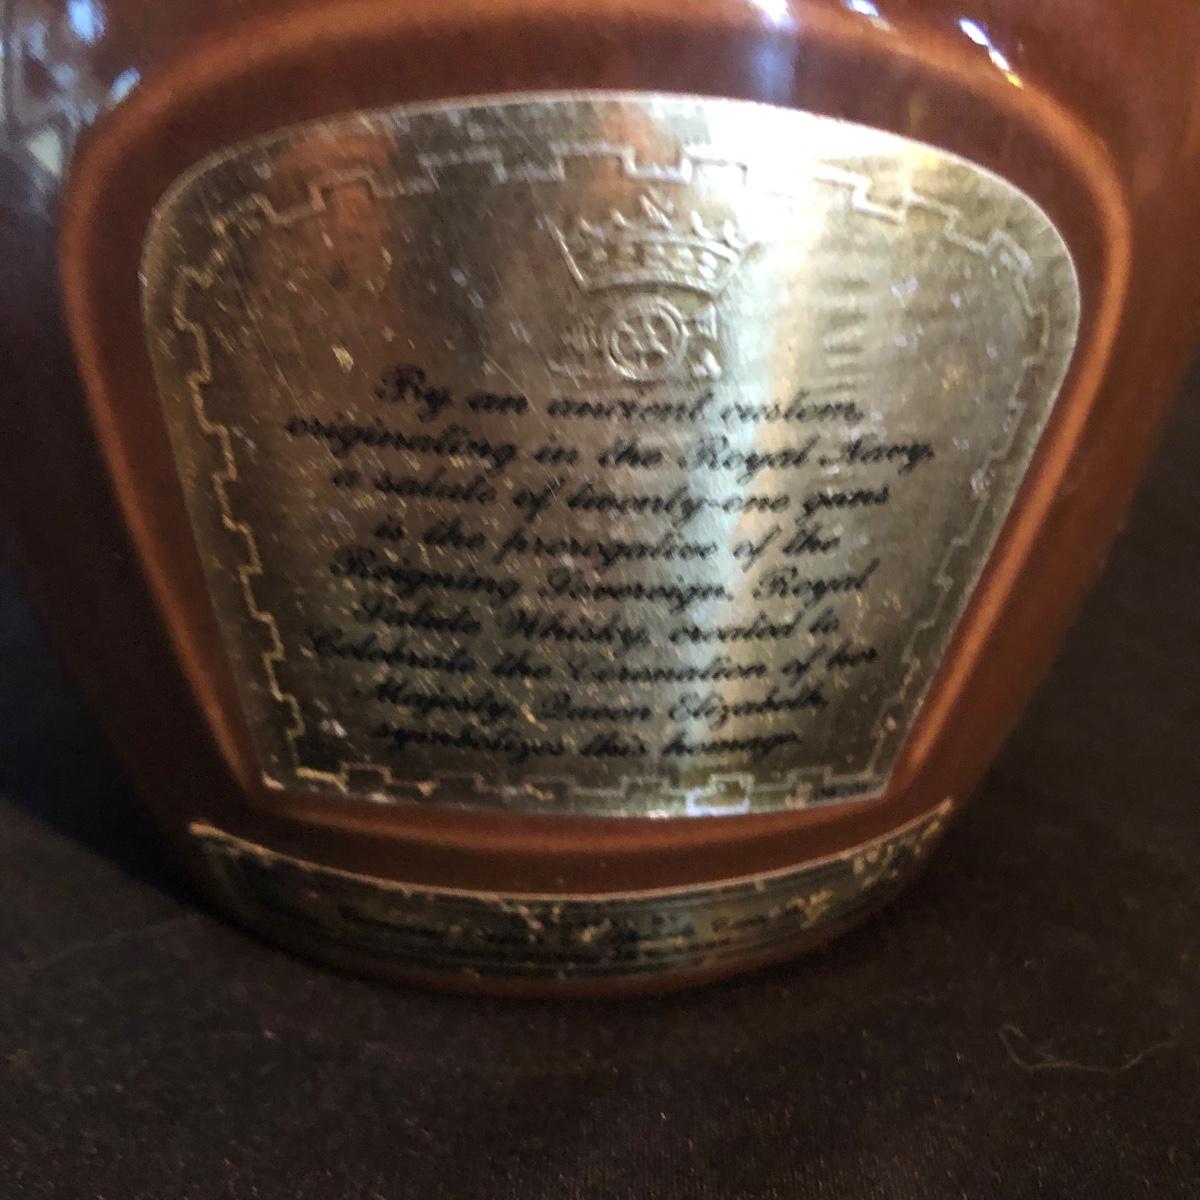 By an ancient custom,
originating in the Royal Navy,
a salute of twenty-one guns
is the prerogative of the
Reigning Sovereign. Royal
Salute Whisky, created to
Celebrate the Coronation of her
Majesty, Queen Elizabeth,
symbolizes this homage.